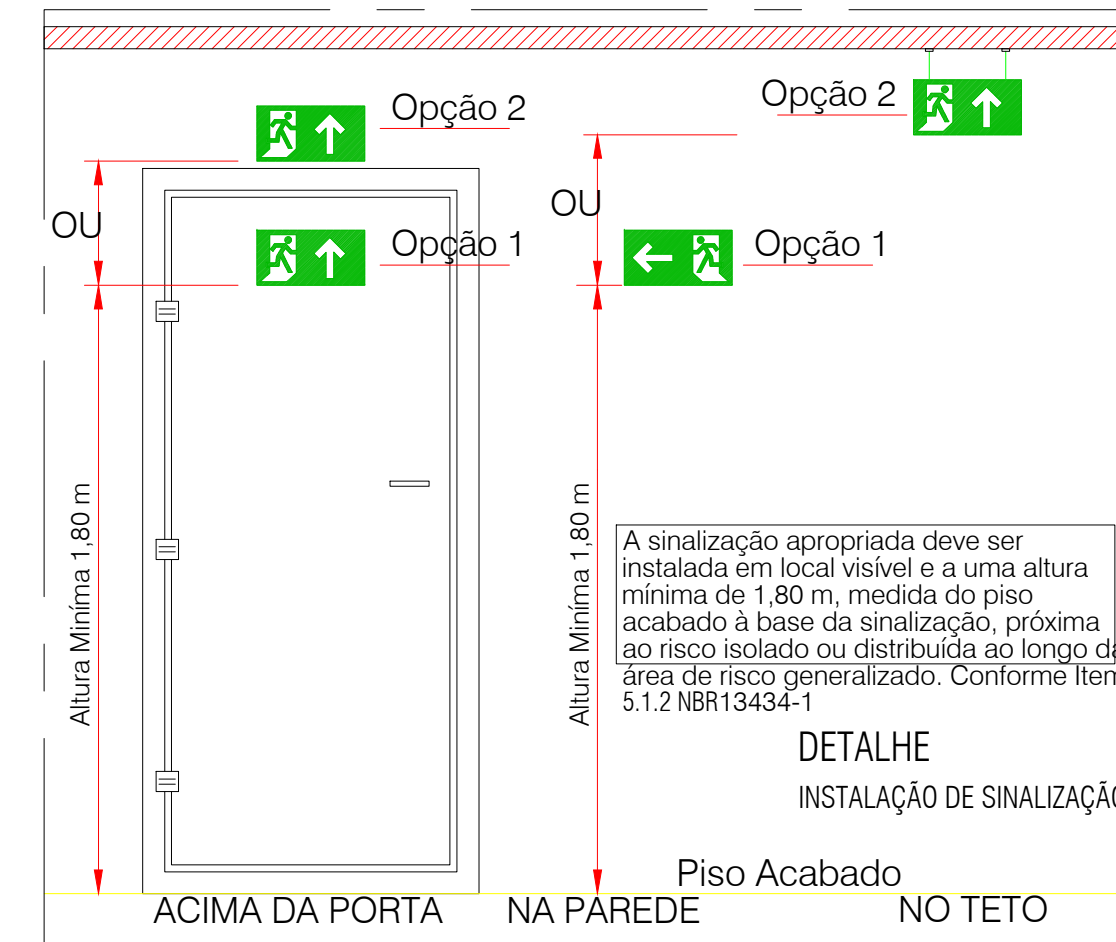 Opção 2
Opção 2
OU
OU
Opção 1
Opção 1
Altura Miníma 1,80 m
Altura Miníma 1,80 m
A sinalização apropriada deve ser
instalada em local visível e a uma altura
mínima de 1,80 m, medida do piso
acabado à base da sinalização, próxima
ao risco isolado ou distribuída ao longo da
área de risco generalizado. Conforme Item
5.1.2 NBR13434-1
DETALHE
INSTALAÇÃO DE SINALIZAÇÃO
Piso Acabado
ACIMA DA PORTA
NA PAREDE
NO TETO